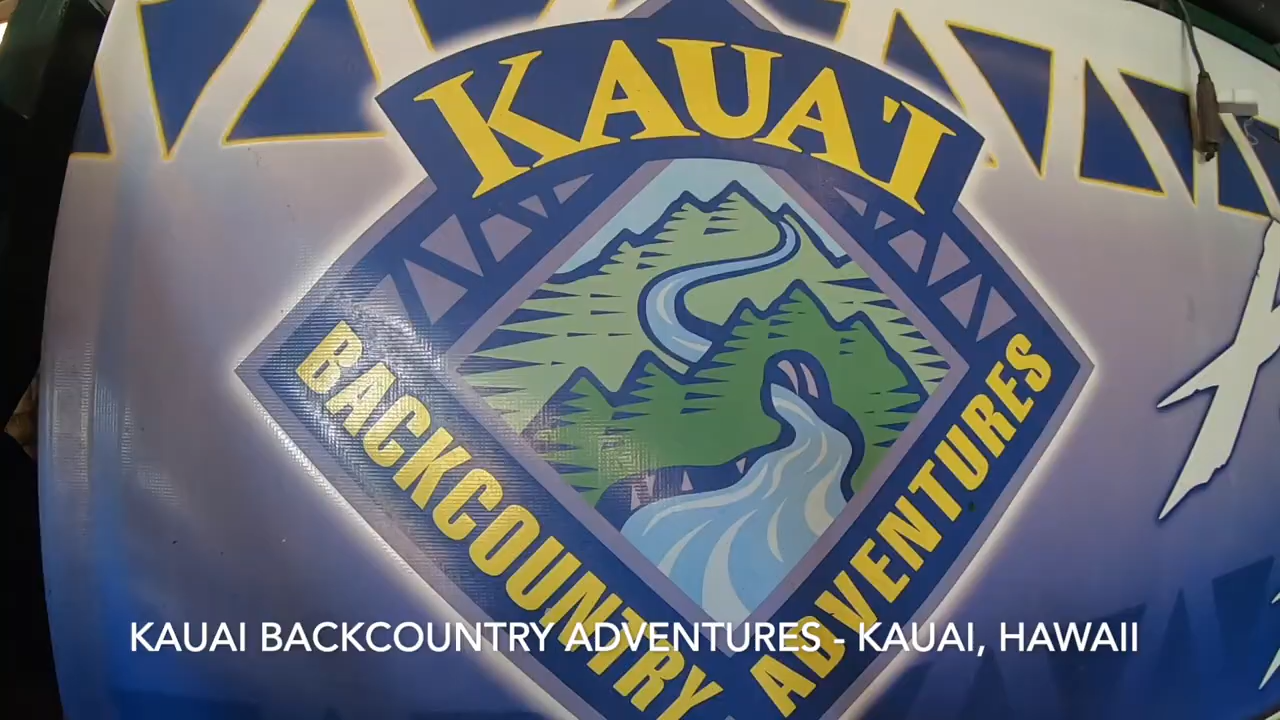 KAUA'I
BACKCOUNTRY
ADVENTURES
KAUAI BACKCOUNTRY ADVENTURES - KAUAI, HAWAII